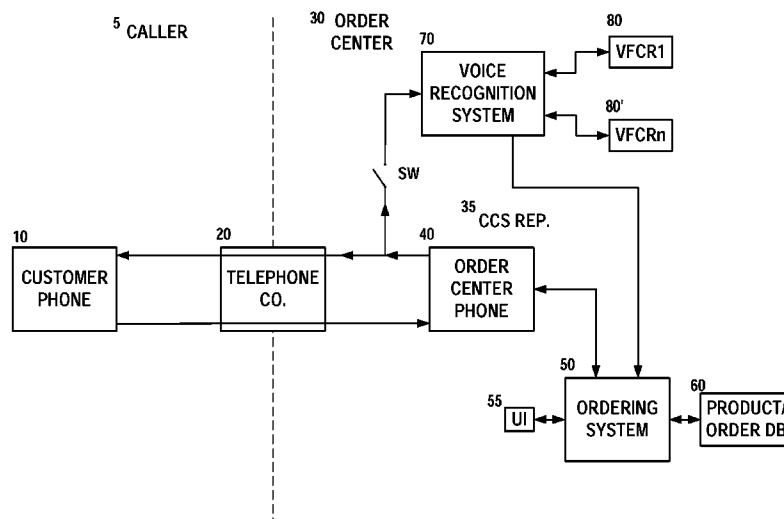 5 CALLER
30 ORDER
CENTER
70
VOICE
RECOGNITION
SYSTEM
80
VFCR1
80'
VFCRn
SW
35 CCS REP.
10
CUSTOMER
PHONE
20
TELEPHONE
CO.
40
ORDER
CENTER
PHONE
50
ORDERING
SYSTEM
55
UI
60
PRODUCT/
ORDER DB